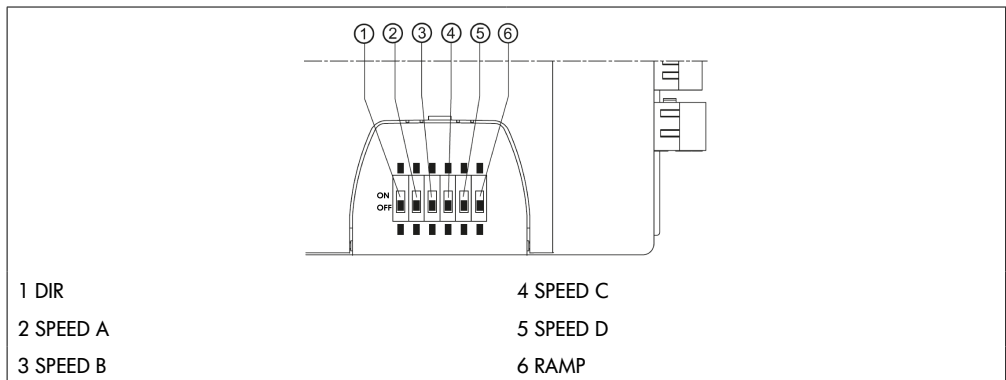 ① ② ③ ④ ⑤ ⑥
ON
OFF
1 DIR
2 SPEED A
3 SPEED B
4 SPEED C
5 SPEED D
6 RAMP